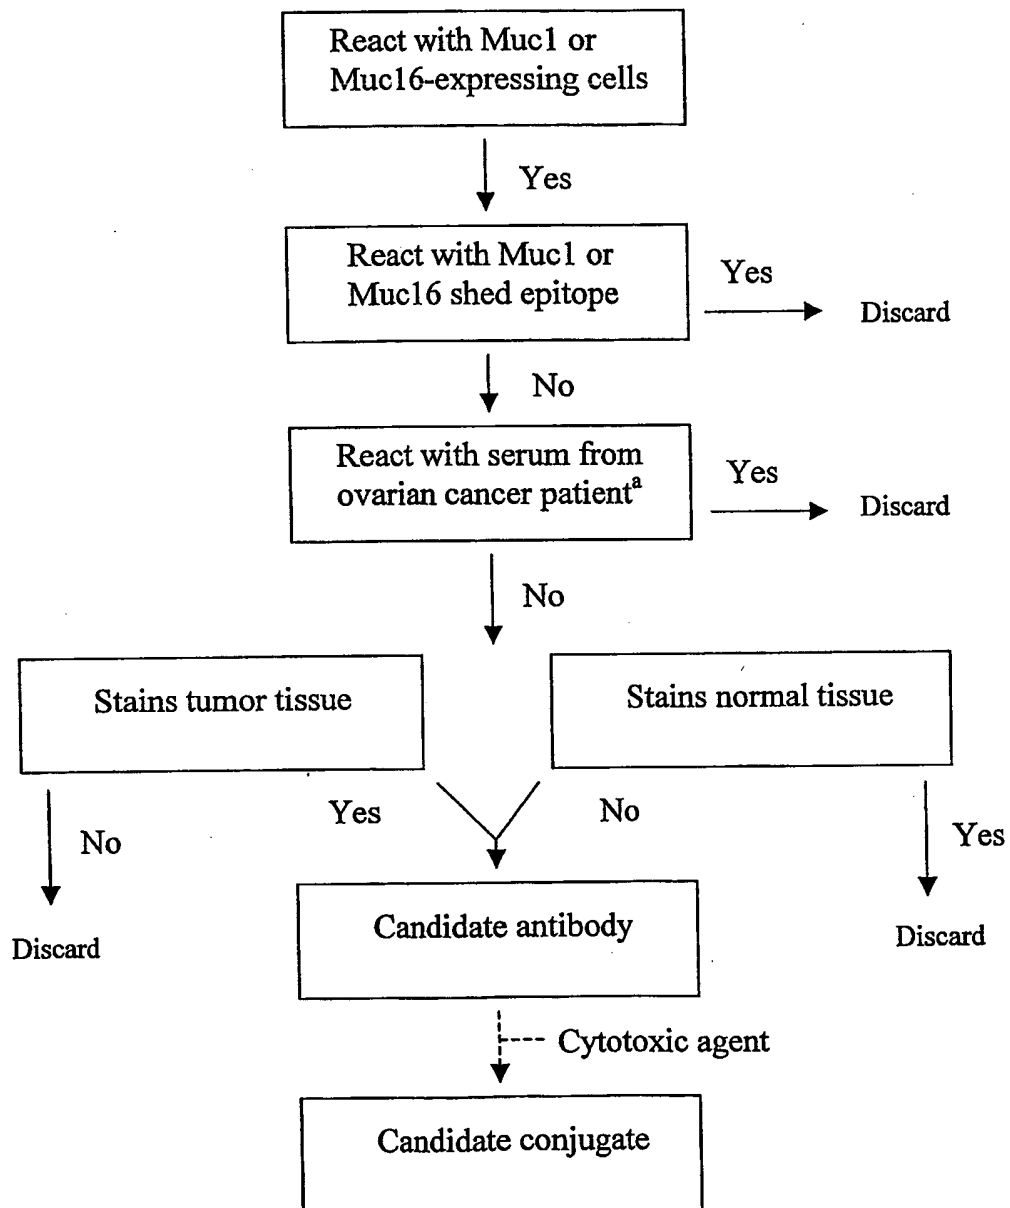 React with Muc1 or
Muc16-expressing cells
Yes
React with Muc1 or
Muc16 shed epitope
Yes
Discard
No
React with serum from
ovarian cancer patientᵃ
Yes
Discard
No
Stains tumor tissue
Stains normal tissue
No
Yes
No
Yes
Discard
Candidate antibody
Discard
Cytotoxic agent
Candidate conjugate